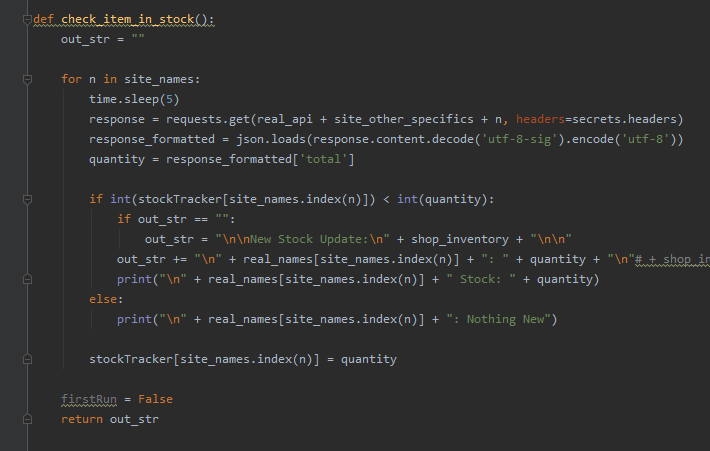 def check_item_in_stock():
    out_str = ""
    for n in site_names:
        time.sleep(5)
        response = requests.get(real_api + site_other_specifics + n, headers=secrets.headers)
        response_formatted = json.loads(response.content.decode('utf-8-sig').encode('utf-8'))
        quantity = response_formatted['total']
        if int(stockTracker[site_names.index(n)]) < int(quantity):
            if out_str == "":
                out_str = "\n\nNew Stock Update:\n" + shop_inventory + "\n\n"
            out_str += "\n" + real_names[site_names.index(n)] + ": " + quantity + "\n"# + shop_in
            print("\n" + real_names[site_names.index(n)] + " Stock: " + quantity)
        else:
            print("\n" + real_names[site_names.index(n)] + ": Nothing New")
        stockTracker[site_names.index(n)] = quantity
    firstRun = False
    return out_str